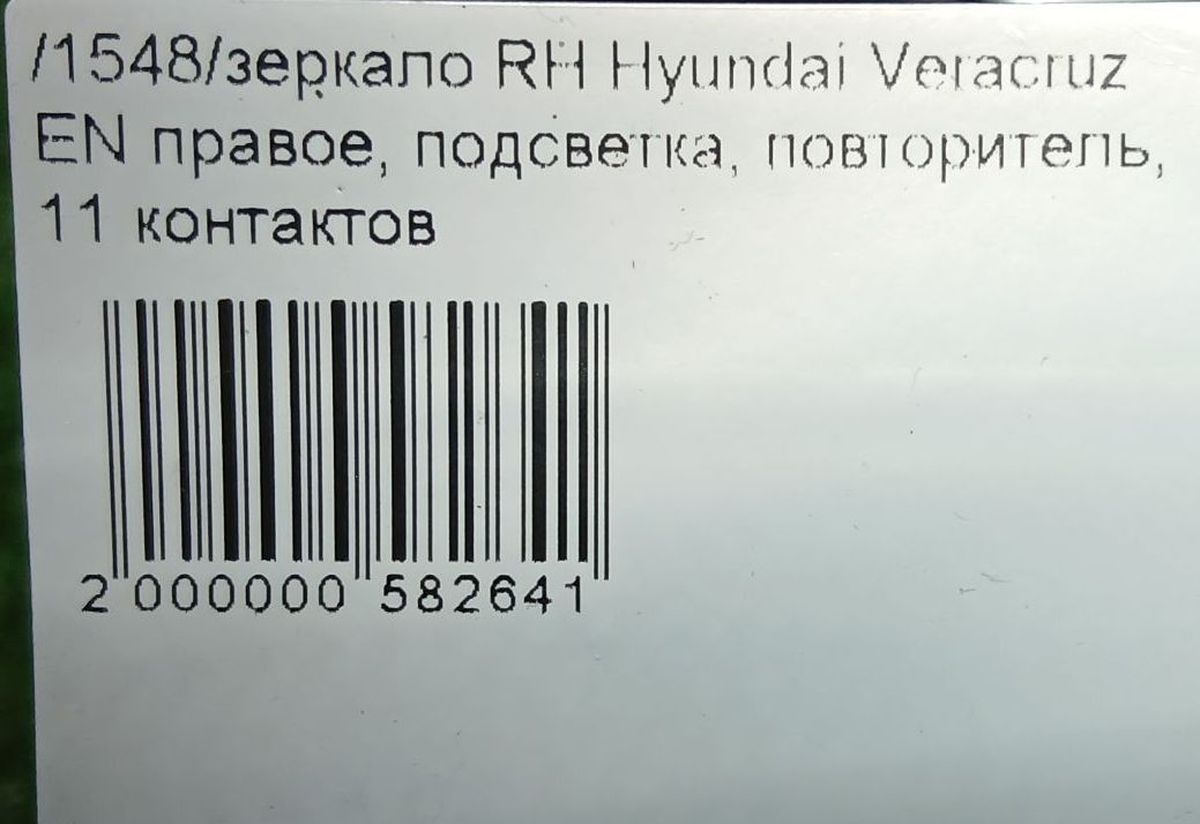 /1548/зеркало RH Hyundai Veracruz
EN правое, подсветка, повторитель,
11 контактов
2 000000 582641